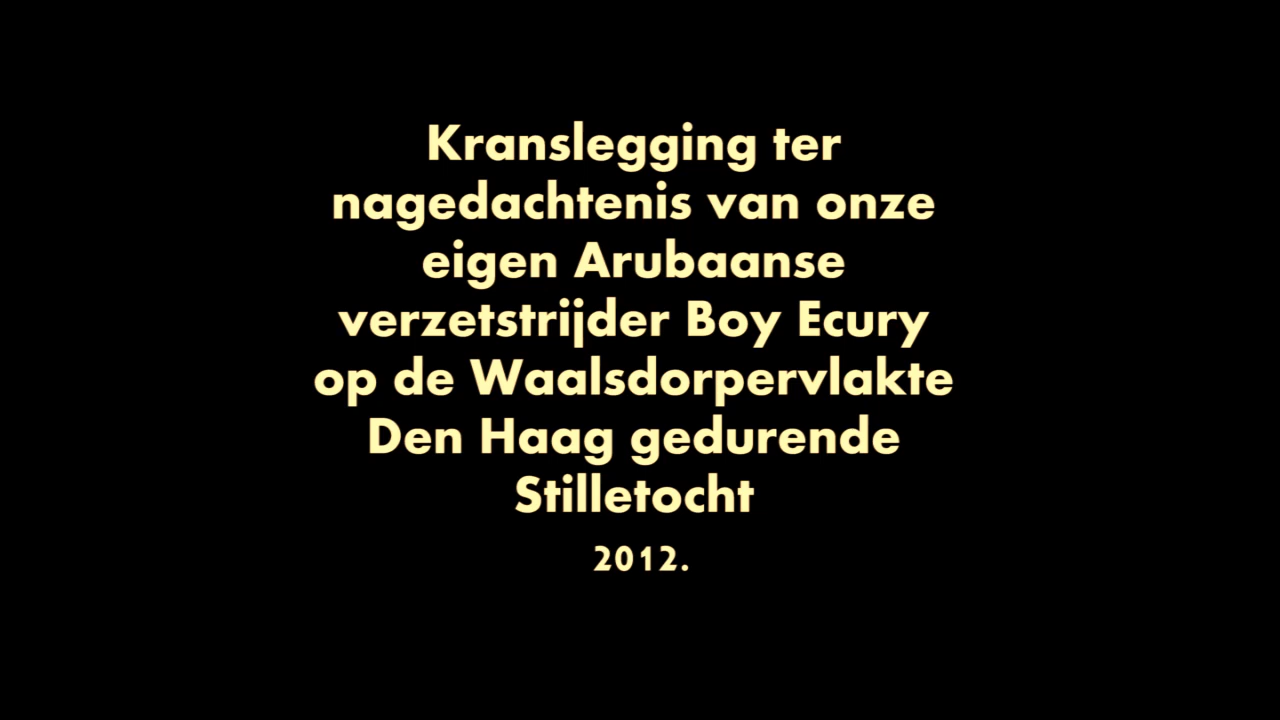 Kranslegging ter
nagedachtenis van onze
eigen Arubaanse
verzetstrijder Boy Ecury
op de Waalsdorpervlakte
Den Haag gedurende
Stilletocht
2012.